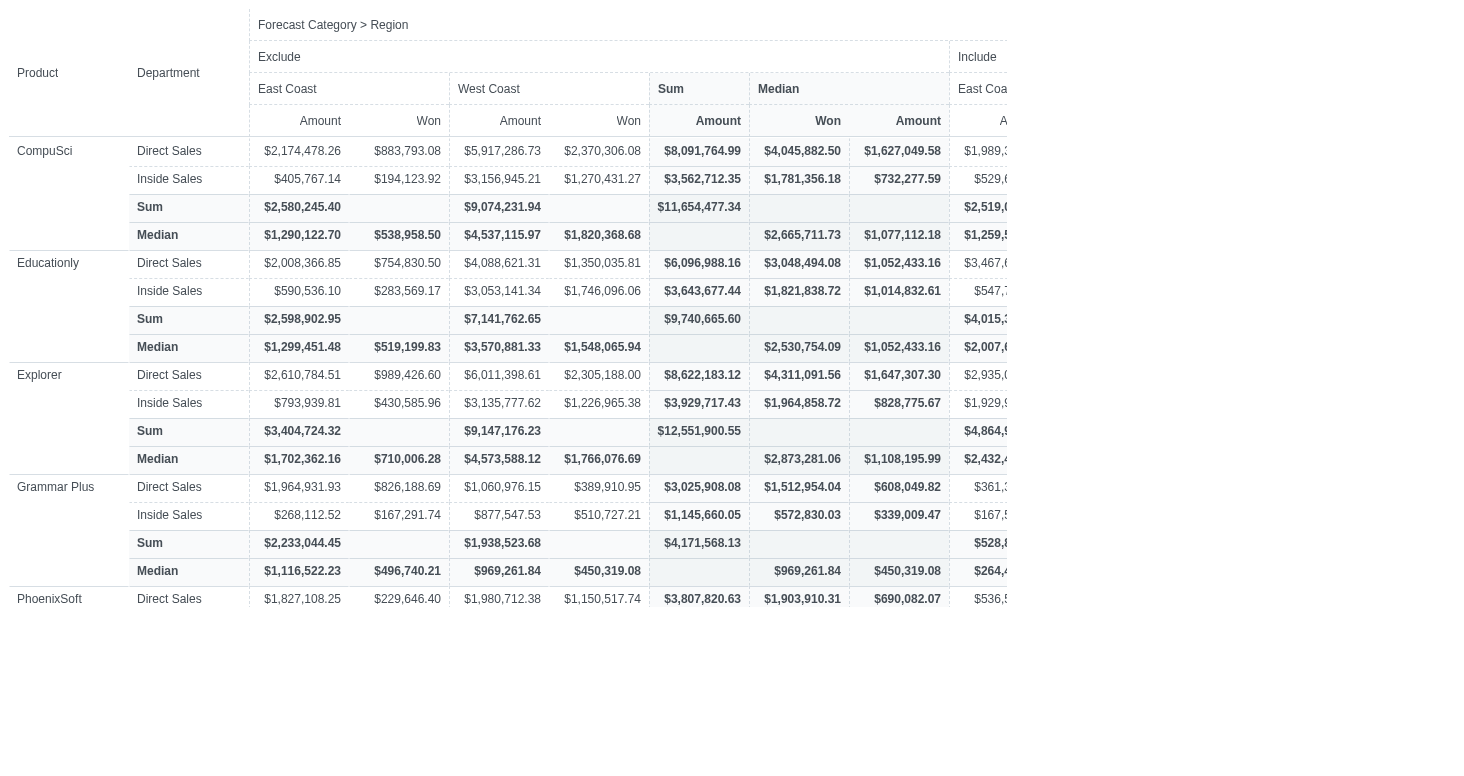 Forecast Category > Region
Product Department Exclude Include
East Coast West Coast Sum Median East Coa
Amount Won Amount Won Amount Won Amount A
CompuSci Direct Sales $2,174,478.26 $883,793.08 $5,917,286.73 $2,370,306.08 $8,091,764.99 $4,045,882.50 $1,627,049.58 $1,989,3
Inside Sales $405,767.14 $194,123.92 $3,156,945.21 $1,270,431.27 $3,562,712.35 $1,781,356.18 $732,277.59 $529,6
Sum $2,580,245.40 $9,074,231.94 $11,654,477.34 $2,519,0
Median $1,290,122.70 $538,958.50 $4,537,115.97 $1,820,368.68 $2,665,711.73 $1,077,112.18 $1,259,5
Educationly Direct Sales $2,008,366.85 $754,830.50 $4,088,621.31 $1,350,035.81 $6,096,988.16 $3,048,494.08 $1,052,433.16 $3,467,6
Inside Sales $590,536.10 $283,569.17 $3,053,141.34 $1,746,096.06 $3,643,677.44 $1,821,838.72 $1,014,832.61 $547,7
Sum $2,598,902.95 $7,141,762.65 $9,740,665.60 $4,015,3
Median $1,299,451.48 $519,199.83 $3,570,881.33 $1,548,065.94 $2,530,754.09 $1,052,433.16 $2,007,6
Explorer Direct Sales $2,610,784.51 $989,426.60 $6,011,398.61 $2,305,188.00 $8,622,183.12 $4,311,091.56 $1,647,307.30 $2,935,0
Inside Sales $793,939.81 $430,585.96 $3,135,777.62 $1,226,965.38 $3,929,717.43 $1,964,858.72 $828,775.67 $1,929,9
Sum $3,404,724.32 $9,147,176.23 $12,551,900.55 $4,864,9
Median $1,702,362.16 $710,006.28 $4,573,588.12 $1,766,076.69 $2,873,281.06 $1,108,195.99 $2,432,4
Grammar Plus Direct Sales $1,964,931.93 $826,188.69 $1,060,976.15 $389,910.95 $3,025,908.08 $1,512,954.04 $608,049.82 $361,3
Inside Sales $268,112.52 $167,291.74 $877,547.53 $510,727.21 $1,145,660.05 $572,830.03 $339,009.47 $167,5
Sum $2,233,044.45 $1,938,523.68 $4,171,568.13 $528,8
Median $1,116,522.23 $496,740.21 $969,261.84 $450,319.08 $969,261.84 $450,319.08 $264,4
PhoenixSoft Direct Sales $1,827,108.25 $229,646.40 $1,980,712.38 $1,150,517.74 $3,807,820.63 $1,903,910.31 $690,082.07 $536,5